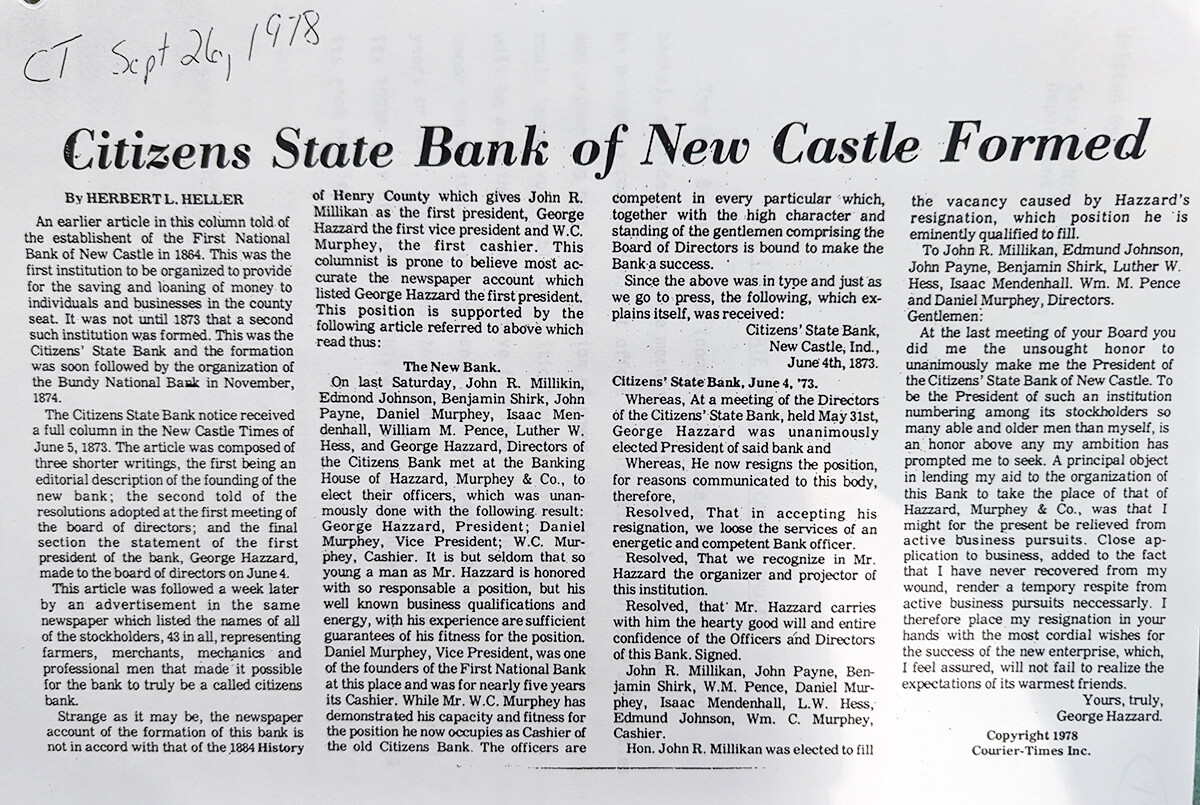 CT Sept 26, 1978
Citizens State Bank of New Castle Formed
By HERBERT L. HELLER
An earlier article in this column told of
the establishent of the First National
Bank of New Castle in 1864. This was the
first institution to be organized to provide
for the saving and loaning of money to
individuals and businesses in the county
seat. It was not until 1873 that a second
such institution was formed. This was the
Citizens' State Bank and the formation
was soon followed by the organization of
the Bundy National Bank in November,
1874.
The Citizens State Bank notice received
a full column in the New Castle Times of
June 5, 1873. The article was composed of
three shorter writings, the first being an
editorial description of the founding of the
new bank; the second told of the
resolutions adopted at the first meeting of
the board of directors; and the final
section the statement of the first
president of the bank, George Hazzard,
made to the board of directors on June 4.
This article was followed a week later
by an advertisement in the same
newspaper which listed the names of all
of the stockholders, 43 in all, representing
farmers, merchants, mechanics and
professional men that made it possible
for the bank to truly be a called citizens
bank.
Strange as it may be, the newspaper
account of the formation of this bank is
not in accord with that of the 1884 History
of Henry County which gives John R.
Millikan as the first president, George
Hazzard the first vice president and W.C.
Murphey, the first cashier. This
columnist is prone to believe most ac-
curate the newspaper account which
listed George Hazzard the first president.
This position is supported by the
following article referred to above which
read thus:
The New Bank.
On last Saturday, John R. Millikin,
Edmond Johnson, Benjamin Shirk, John
Payne, Daniel Murphey, Isaac Men-
denhall, William M. Pence, Luther W.
Hess, and George Hazzard, Directors of
the Citizens Bank met at the Banking
House of Hazzard, Murphey & Co., to
elect their officers, which was unan-
mously done with the following result:
George Hazzard, President; Daniel
Murphey, Vice President; W.C. Mur-
phey, Cashier. It is but seldom that so
young a man as Mr. Hazzard is honored
with so responsable a position, but his
well known business qualifications and
energy, with his experience are sufficient
guarantees of his fitness for the position.
Daniel Murphey, Vice President, was one
of the founders of the First National Bank
at this place and was for nearly five years
its Cashier. While Mr. W.C. Murphey has
demonstrated his capacity and fitness for
the position he now occupies as Cashier of
the old Citizens Bank. The officers are
competent in every particular which,
together with the high character and
standing of the gentlemen comprising the
Board of Directors is bound to make the
Bank a success.
Since the above was in type and just as
we go to press, the following, which ex-
plains itself, was received:
Citizens' State Bank,
New Castle, Ind.,
June 4th, 1873.
Citizens' State Bank, June 4, '73.
Whereas, At a meeting of the Directors
of the Citizens' State Bank, held May 31st,
George Hazzard was unanimously
elected President of said bank and
Whereas, He now resigns the position,
for reasons communicated to this body,
therefore,
Resolved, That in accepting his
resignation, we loose the services of an
energetic and competent Bank officer.
Resolved, That we recognize in Mr.
Hazzard the organizer and projector of
this institution.
Resolved, that Mr. Hazzard carries
with him the hearty good will and entire
confidence of the Officers and Directors
of this Bank. Signed.
John R. Millikan, John Payne, Ben-
jamin Shirk, W.M. Pence, Daniel Mur-
phey, Isaac Mendenhall, L.W. Hess,
Edmund Johnson, Wm. C. Murphey,
Cashier.
Hon. John R. Millikan was elected to fill
the vacancy caused by Hazzard's
resignation, which position he is
eminently qualified to fill.
To John R. Millikan, Edmund Johnson,
John Payne, Benjamin Shirk, Luther W.
Hess, Isaac Mendenhall. Wm. M. Pence
and Daniel Murphey, Directors.
Gentlemen:
At the last meeting of your Board you
did me the unsought honor to
unanimously make me the President of
the Citizens' State Bank of New Castle. To
be the President of such an institution
numbering among its stockholders so
many able and older men than myself, is
an honor above any my ambition has
prompted me to seek. A principal object
in lending my aid to the organization of
this Bank to take the place of that of
Hazzard, Murphey & Co., was that I
might for the present be relieved from
active business pursuits. Close ap-
plication to business, added to the fact
that I have never recovered from my
wound, render a tempory respite from
active business pursuits neccessarly. I
therefore place my resignation in your
hands with the most cordial wishes for
the success of the new enterprise, which,
I feel assured, will not fail to realize the
expectations of its warmest friends.
Yours, truly,
George Hazzard.
Copyright 1978
Courier-Times Inc.